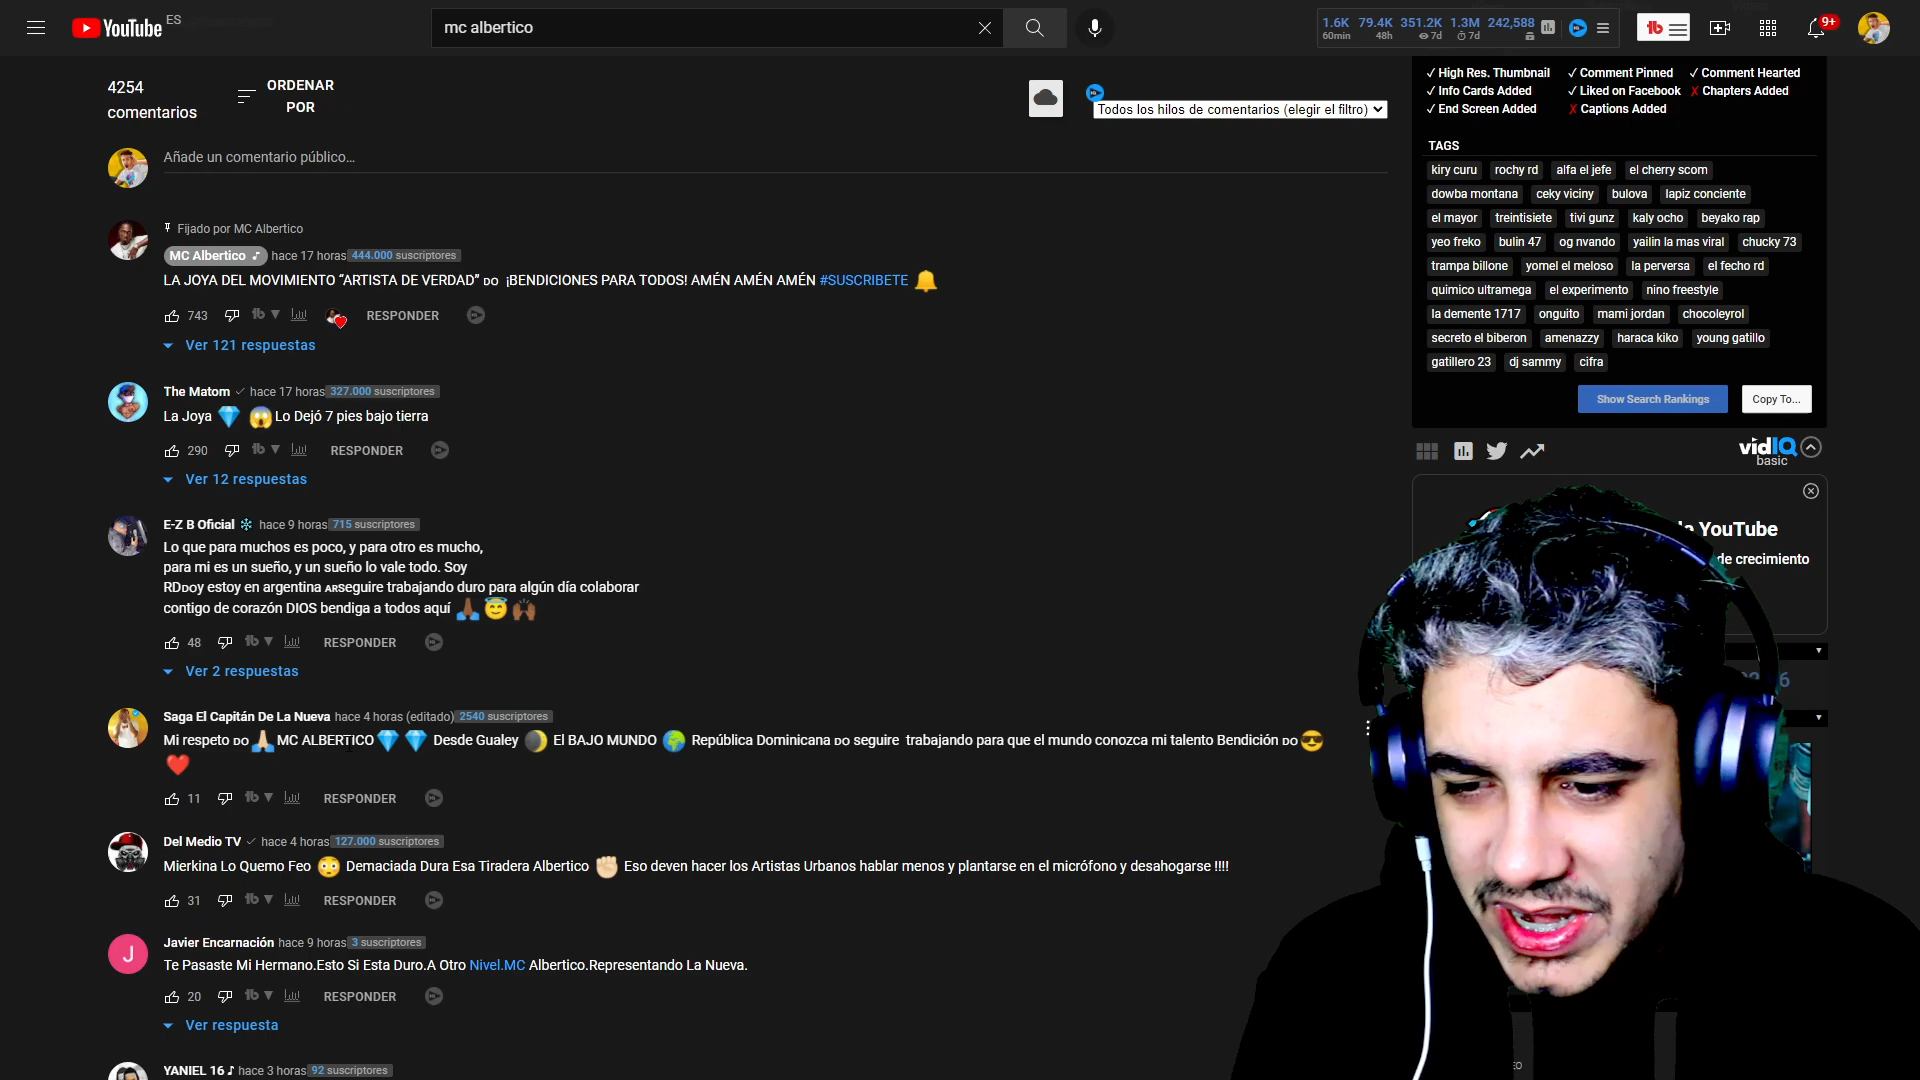 YouTube ES
mc albertico
1.6K 79.4K 351.2K 1.3M 242,588
60min 48h 7d 7d
9+
4254
comentarios
ORDENAR
POR
Todos los hilos de comentarios (elegir el filtro)
Añade un comentario público...
Fijado por MC Albertico
MC Albertico hace 17 horas 444.000 suscriptores
LA JOYA DEL MOVIMIENTO “ARTISTA DE VERDAD” DO ¡BENDICIONES PARA TODOS! AMÉN AMÉN AMÉN #SUSCRIBETE 🔔
743 RESPONDER
Ver 121 respuestas
The Matom hace 17 horas 327.000 suscriptores
La Joya 💎 😱Lo Dejó 7 pies bajo tierra
290 RESPONDER
Ver 12 respuestas
E-Z B Oficial ❄ hace 9 horas 715 suscriptores
Lo que para muchos es poco, y para otro es mucho,
para mi es un sueño, y un sueño lo vale todo. Soy
RDDOy estoy en argentina ARseguire trabajando duro para algún día colaborar
contigo de corazón DIOS bendiga a todos aquí 🙏🏾😇🙌🏾
48 RESPONDER
Ver 2 respuestas
Saga El Capitán De La Nueva hace 4 horas (editado) 2540 suscriptores
Mi respeto DO🙏🏼MC ALBERTICO💎 💎 Desde Gualey 🌒 El BAJO MUNDO 🌎 República Dominicana DO seguire trabajando para que el mundo conozca mi talento Bendición DO😎
❤️
11 RESPONDER
Del Medio TV hace 4 horas 127.000 suscriptores
Mierkina Lo Quemo Feo 😳 Demaciada Dura Esa Tiradera Albertico ✊🏻 Eso deven hacer los Artistas Urbanos hablar menos y plantarse en el micrófono y desahogarse !!!!
31 RESPONDER
J
Javier Encarnación hace 9 horas 3 suscriptores
Te Pasaste Mi Hermano.Esto Si Esta Duro.A Otro Nivel.MC Albertico.Representando La Nueva.
20 RESPONDER
Ver respuesta
YANIEL 16♪ hace 3 horas 92 suscriptores
✓ High Res. Thumbnail ✓ Comment Pinned ✓ Comment Hearted
✓ Info Cards Added ✓ Liked on Facebook ✗ Chapters Added
✓ End Screen Added ✗ Captions Added
TAGS
kiry curu rochy rd alfa el jefe el cherry scom
dowba montana ceky viciny bulova lapiz conciente
el mayor treintisiete tivi gunz kaly ocho beyako rap
yeo freko bulin 47 og nvando yailin la mas viral chucky 73
trampa billone yomel el meloso la perversa el fecho rd
quimico ultramega el experimento nino freestyle
la demente 1717 onguito mami jordan chocoleyrol
secreto el biberon amenazzy haraca kiko young gatillo
gatillero 23 dj sammy cifra
Show Search Rankings Copy To...
vidIQ
basic
YouTube
de crecimiento